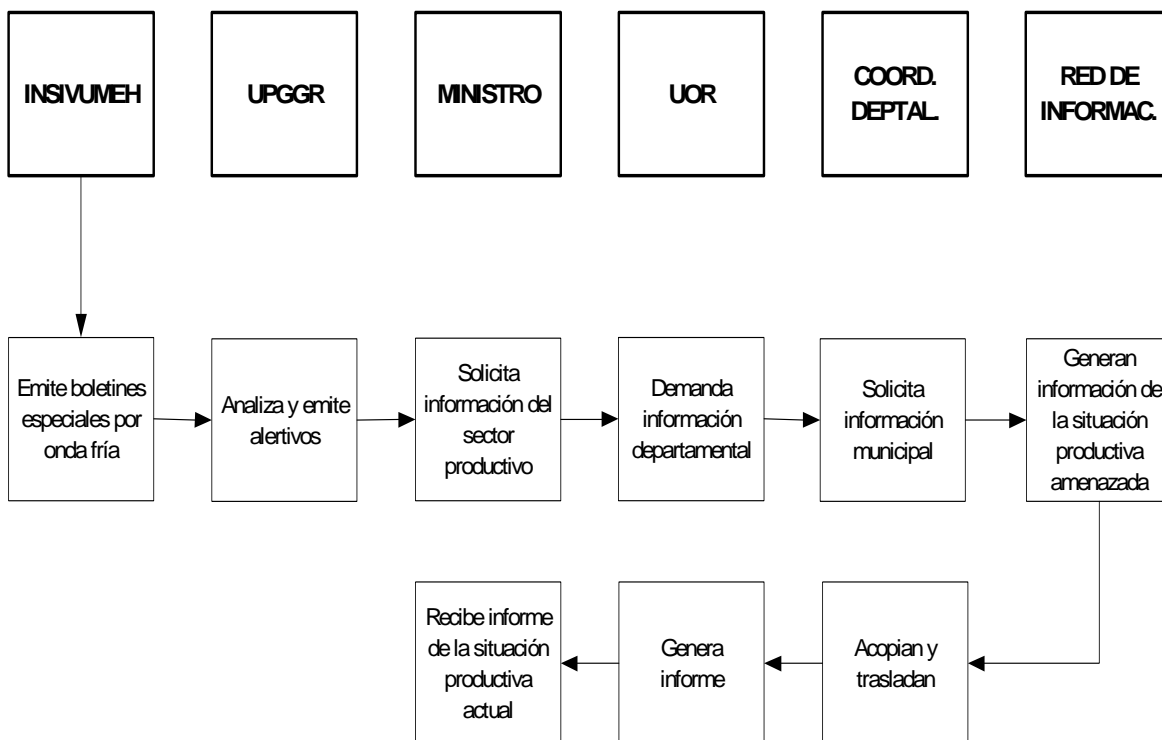 INSIVUMEH
UPGGR
MINISTRO
UOR
COORD.
DEPTAL.
RED DE
INFORMAC.
Emite boletines
especiales por
onda fría
Analiza y emite
alertivos
Solicita
información del
sector
productivo
Demanda
información
departamental
Solicita
información
municipal
Generan
información de
la situación
productiva
amenazada
Recibe informe
de la situación
productiva
actual
Genera
informe
Acopian y
trasladan